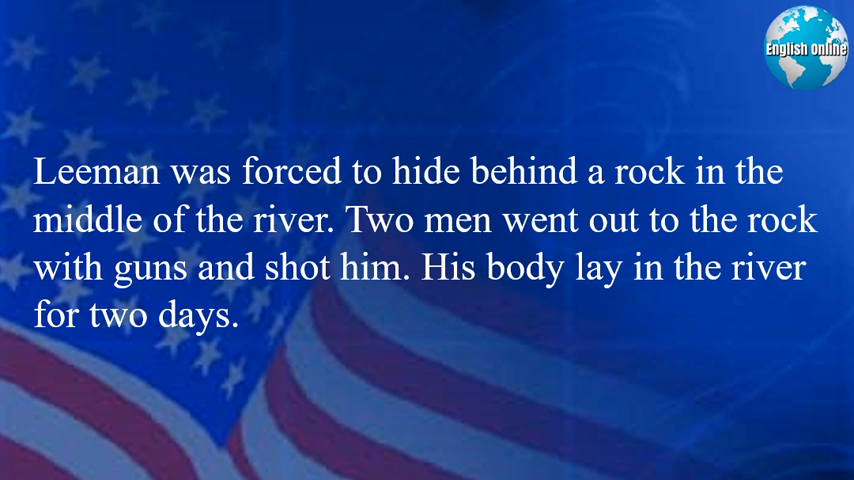 English Online
Leeman was forced to hide behind a rock in the
middle of the river. Two men went out to the rock
with guns and shot him. His body lay in the river
for two days.